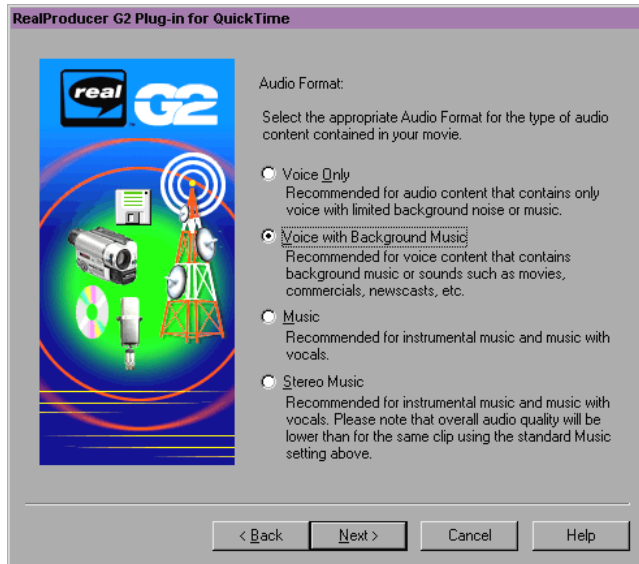 RealProducer G2 Plug-in for QuickTime
real G2
Audio Format:
Select the appropriate Audio Format for the type of audio
content contained in your movie.
Voice Only
Recommended for audio content that contains only
voice with limited background noise or music.
Voice with Background Music
Recommended for voice content that contains
background music or sounds such as movies,
commercials, newscasts, etc.
Music
Recommended for instrumental music and music with
vocals.
Stereo Music
Recommended for instrumental music and music with
vocals. Please note that overall audio quality will be
lower than for the same clip using the standard Music
setting above.
< Back Next > Cancel Help